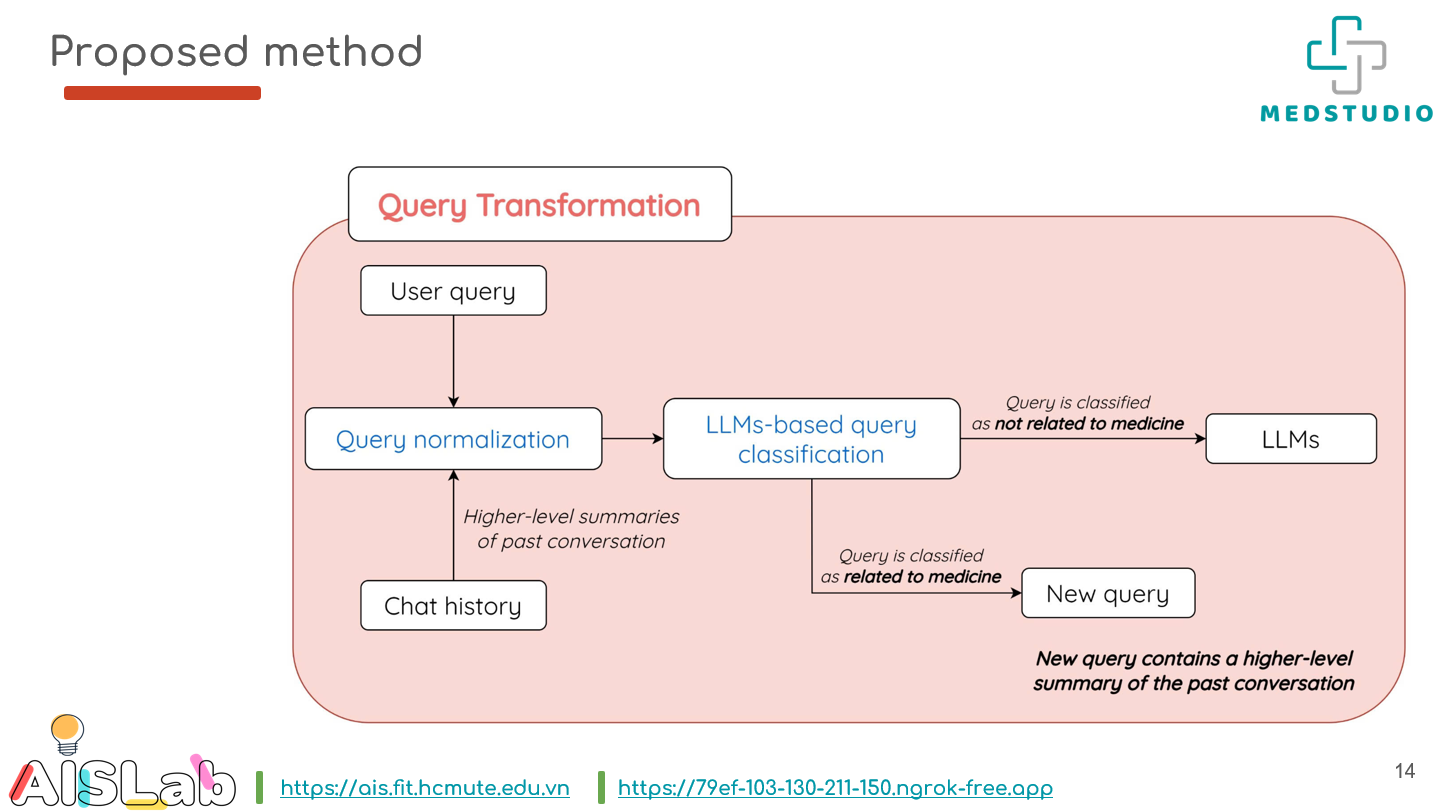 Proposed method
MEDSTUDIO
Query Transformation
User query
Query normalization
LLMs-based query
classification
Query is classified
as not related to medicine
LLMs
Higher-level summaries
of past conversation
Chat history
Query is classified
as related to medicine
New query
New query contains a higher-level
summary of the past conversation
AISLab
https://ais.fit.hcmute.edu.vn
https://79ef-103-130-211-150.ngrok-free.app
14